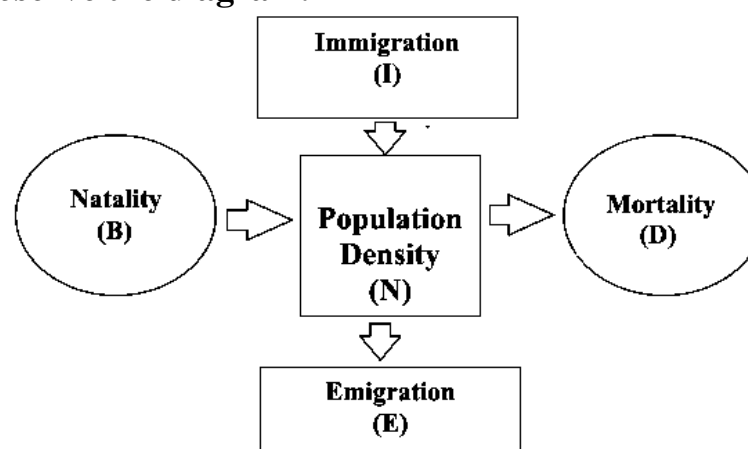 Immigration
(I)
Natality
(B)
Population
Density
(N)
Mortality
(D)
Emigration
(E)